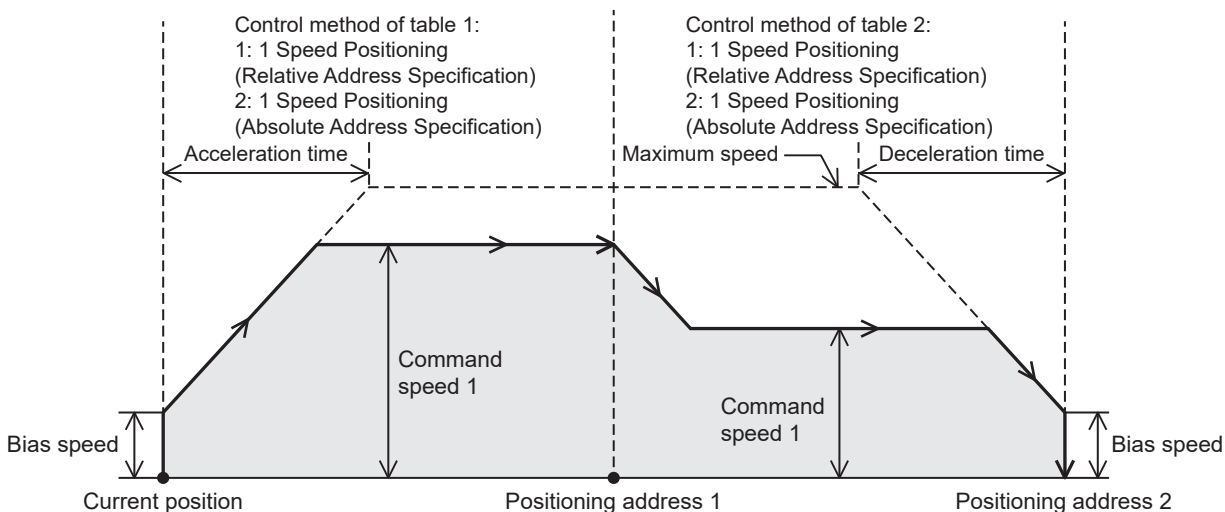 Control method of table 1:
1: 1 Speed Positioning
(Relative Address Specification)
2: 1 Speed Positioning
(Absolute Address Specification)
Control method of table 2:
1: 1 Speed Positioning
(Relative Address Specification)
2: 1 Speed Positioning
(Absolute Address Specification)
Acceleration time
Maximum speed
Deceleration time
Command
speed 1
Command
speed 1
Bias speed
Bias speed
Current position
Positioning address 1
Positioning address 2